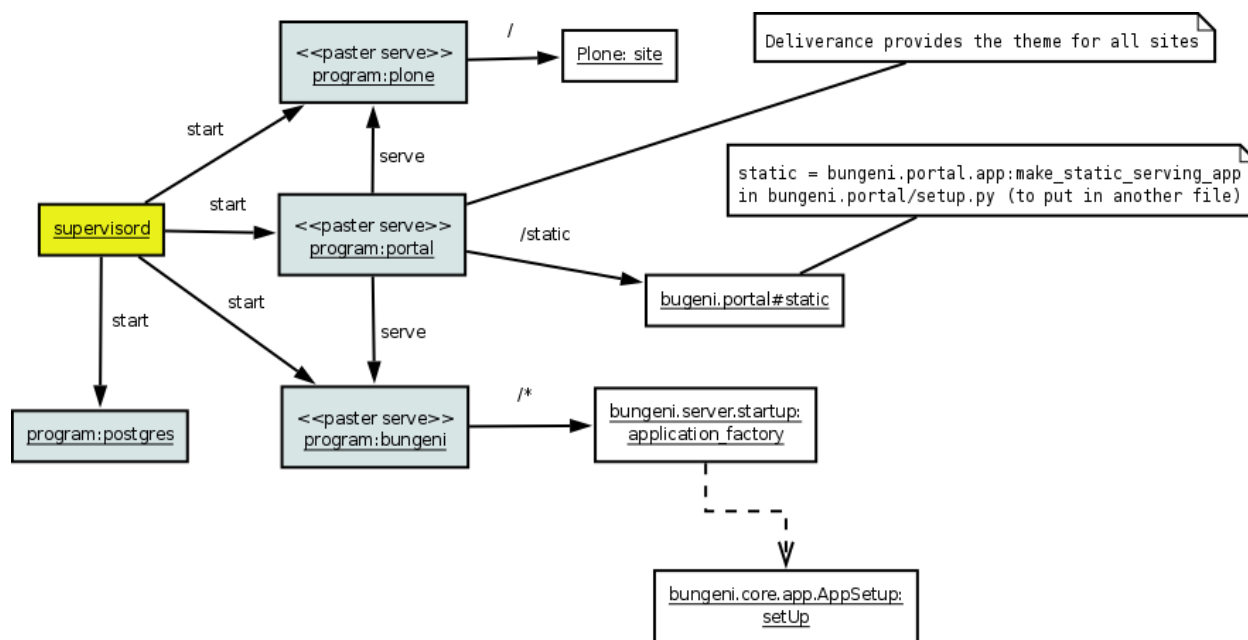 /
<<paster serve>>
program:plone
Plone: site
Deliverance provides the theme for all sites
start
serve
static = bungeni.portal.app:make_static_serving_app
in bungeni.portal/setup.py (to put in another file)
start
supervisord
<<paster serve>>
program:portal
/static
bugeni.portal#static
start
start
serve
/*
program:postgres
<<paster serve>>
program:bungeni
bungeni.server.startup:
application_factory
bungeni.core.app.AppSetup:
setUp